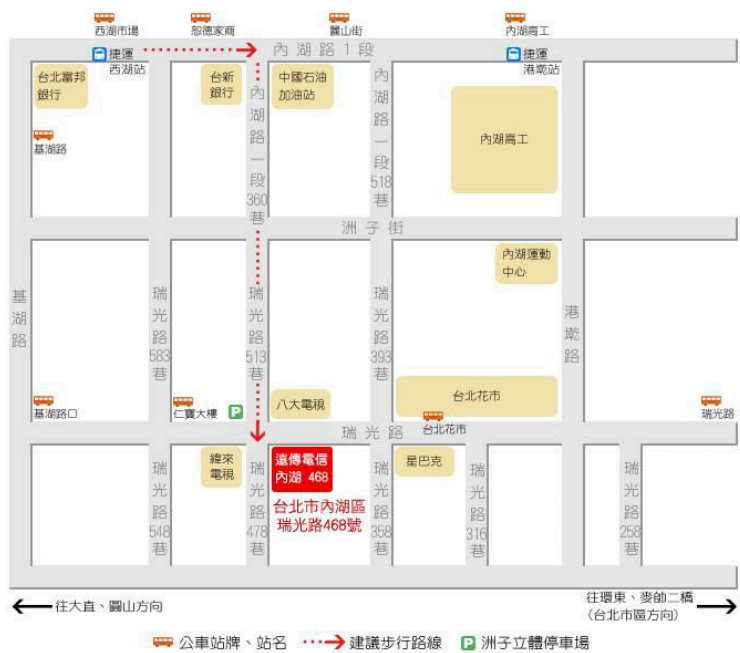 西湖市場
強德家商
麗山街
內湖高工
捷運
西湖站
內湖路1段
捷運
港墘站
台北富邦
銀行
台新
銀行
中國石油
加油站
內湖高工
基湖路
內湖路一段360巷
內湖路一段518巷
洲子街
內湖運動
中心
基湖路
瑞光路583巷
瑞光路513巷
瑞光路393巷
港墘路
基湖路口
仁寶大樓
P
八大電視
台北花市
瑞光路
瑞光路
台北花市
緯來
電視
遠傳電信
內湖 468
星巴克
台北市內湖區
瑞光路468號
瑞光路548巷
瑞光路478巷
瑞光路358巷
瑞光路316巷
瑞光路258巷
往大直、圓山方向
往環東、麥帥二橋
(台北市區方向)
公車站牌、站名
建議步行路線
P 洲子立體停車場